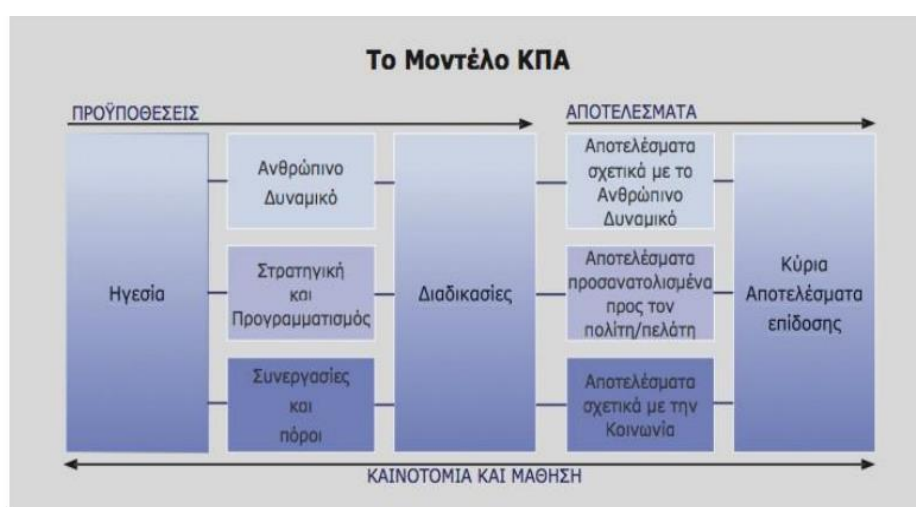 Το Μοντέλο ΚΠΑ
ΠΡΟΫΠΟΘΕΣΕΙΣ
ΑΠΟΤΕΛΕΣΜΑΤΑ
Ηγεσία
Ανθρώπινο
Δυναμικό
Στρατηγική
και
Προγραμματισμός
Συνεργασίες
και
πόροι
Διαδικασίες
Αποτελέσματα
σχετικά με το
Ανθρώπινο
Δυναμικό
Αποτελέσματα
προσανατολισμένα
προς τον
πολίτη/πελάτη
Αποτελέσματα
σχετικά με την
Κοινωνία
Κύρια
Αποτελέσματα
επίδοσης
ΚΑΙΝΟΤΟΜΙΑ ΚΑΙ ΜΑΘΗΣΗ